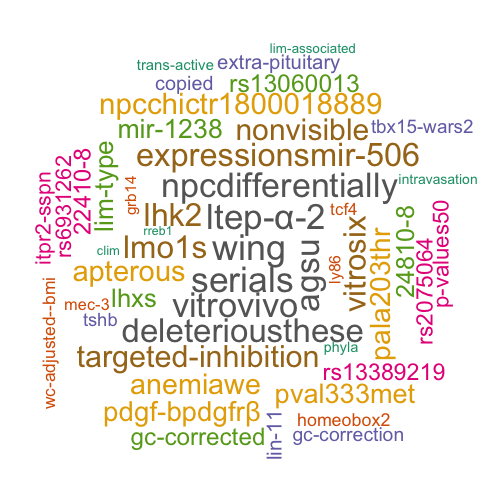 lim-associated
trans-active extra-pituitary
copied rs13060013
npcchictr1800018889
mir-1238 nonvisible tbx15-wars2
expressionsmir-506
npcdifferentially intravasation
itpr2-sspn rs6931262 22410-8 lim-type grb14 lhk2 ltep-α-2 tcf4
rreb1 lmo1s wing agsu ly86 vitrosix pala203thr 24810-8 rs2075064 p-values50
clim apterous serials
mec-3 lhxs vitrovivo
wc-adjusted--bmi tshb deleteriousthese
targeted-inhibition phyla
anemiawe rs13389219
pdgf-bpdgfrβ pval333met
gc-corrected lin-11 homeobox2
gc-correction